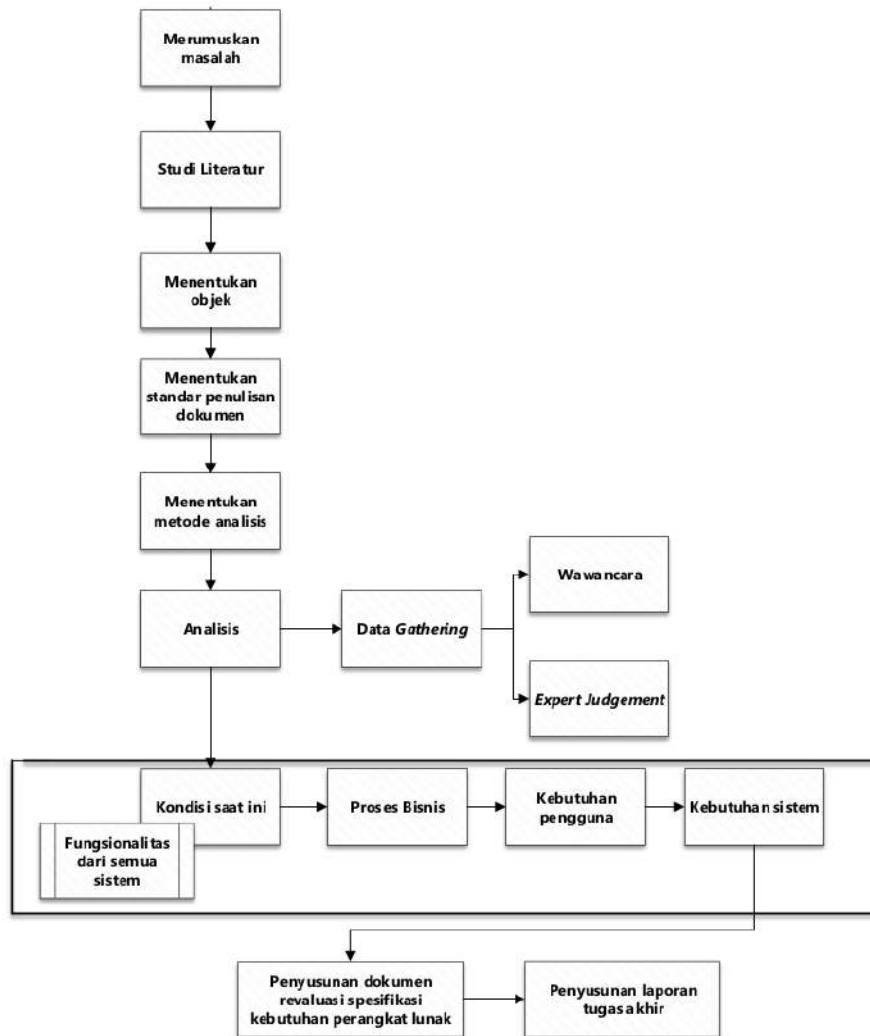 Merumuskan
masalah
Studi Literatur
Menentukan
objek
Menentukan
standar penulisan
dokumen
Menentukan
metode analisis
Analisis
Data Gathering
Wawancara
Expert Judgement
Kondisi saat ini
Proses Bisnis
Kebutuhan
pengguna
Kebutuhan sistem
Fungsionalitas
dari semua
sistem
Penyusunan dokumen
revaluasi spesifikasi
kebutuhan perangkat lunak
Penyusunan laporan
tugas akhir